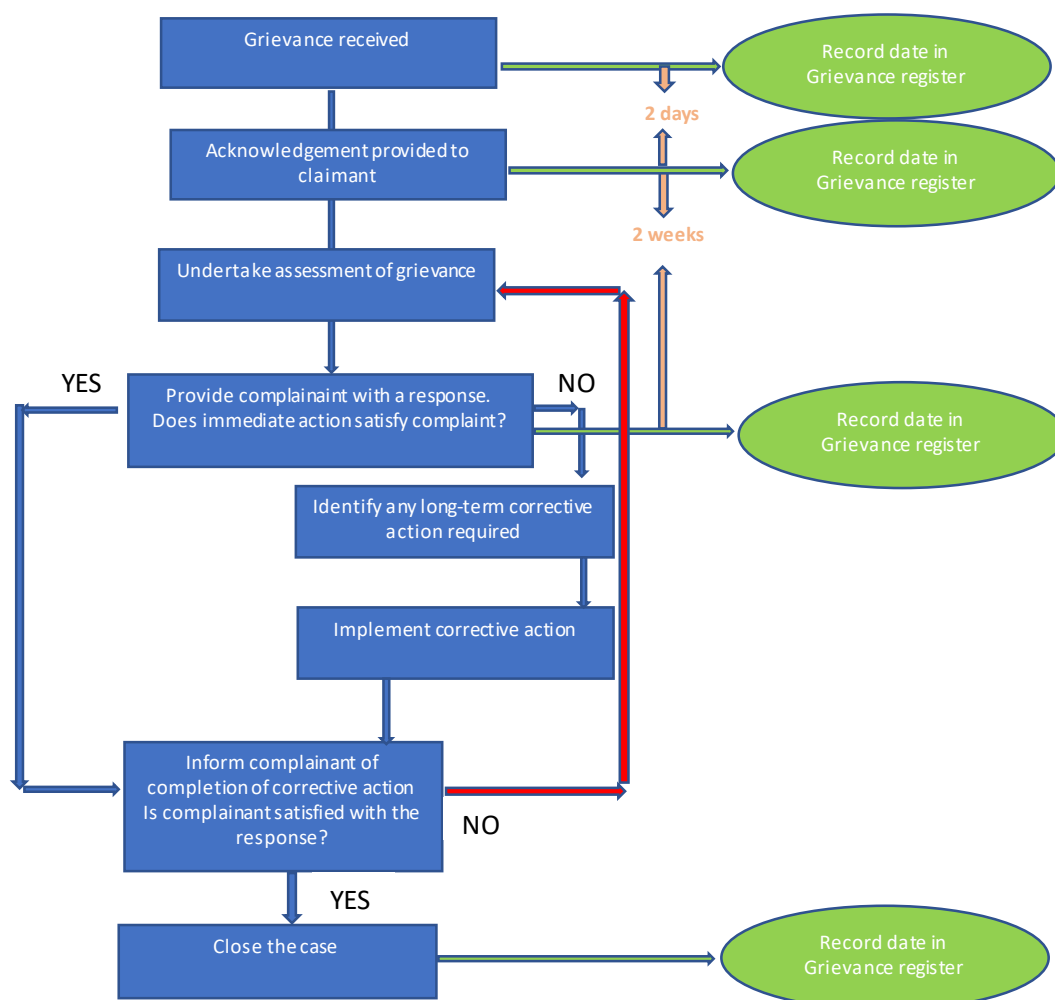 Grievance received
Record date in
Grievance register
2 days
Acknowledgement provided to
claimant
Record date in
Grievance register
2 weeks
Undertake assessment of grievance
YES
Provide complainaint with a response.
Does immediate action satisfy complaint?
NO
Record date in
Grievance register
Identify any long-term corrective
action required
Implement corrective action
Inform complainant of
completion of corrective action
Is complainant satisfied with the
response?
NO
YES
Close the case
Record date in
Grievance register